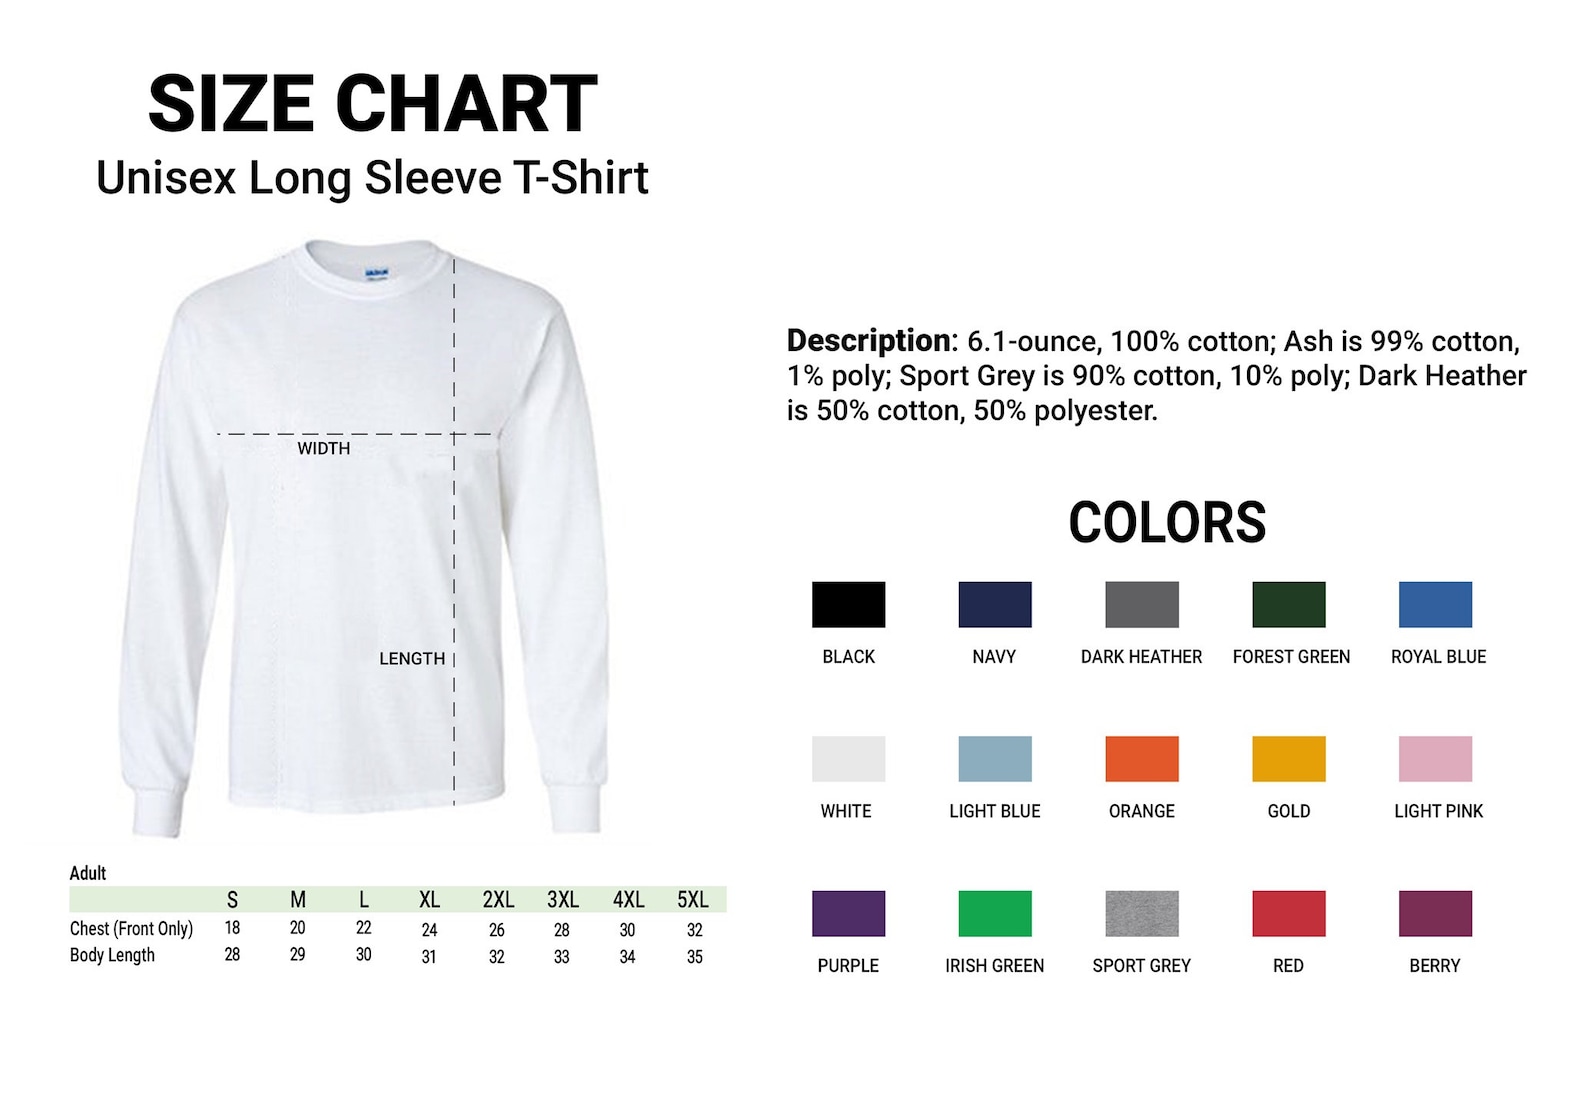 SIZE CHART
Unisex Long Sleeve T-Shirt
WIDTH
LENGTH
Adult
S M L XL 2XL 3XL 4XL 5XL
Chest (Front Only) 18 20 22 24 26 28 30 32
Body Length 28 29 30 31 32 33 34 35
Description: 6.1-ounce, 100% cotton; Ash is 99% cotton,
1% poly; Sport Grey is 90% cotton, 10% poly; Dark Heather
is 50% cotton, 50% polyester.
COLORS
BLACK NAVY DARK HEATHER FOREST GREEN ROYAL BLUE
WHITE LIGHT BLUE ORANGE GOLD LIGHT PINK
PURPLE IRISH GREEN SPORT GREY RED BERRY